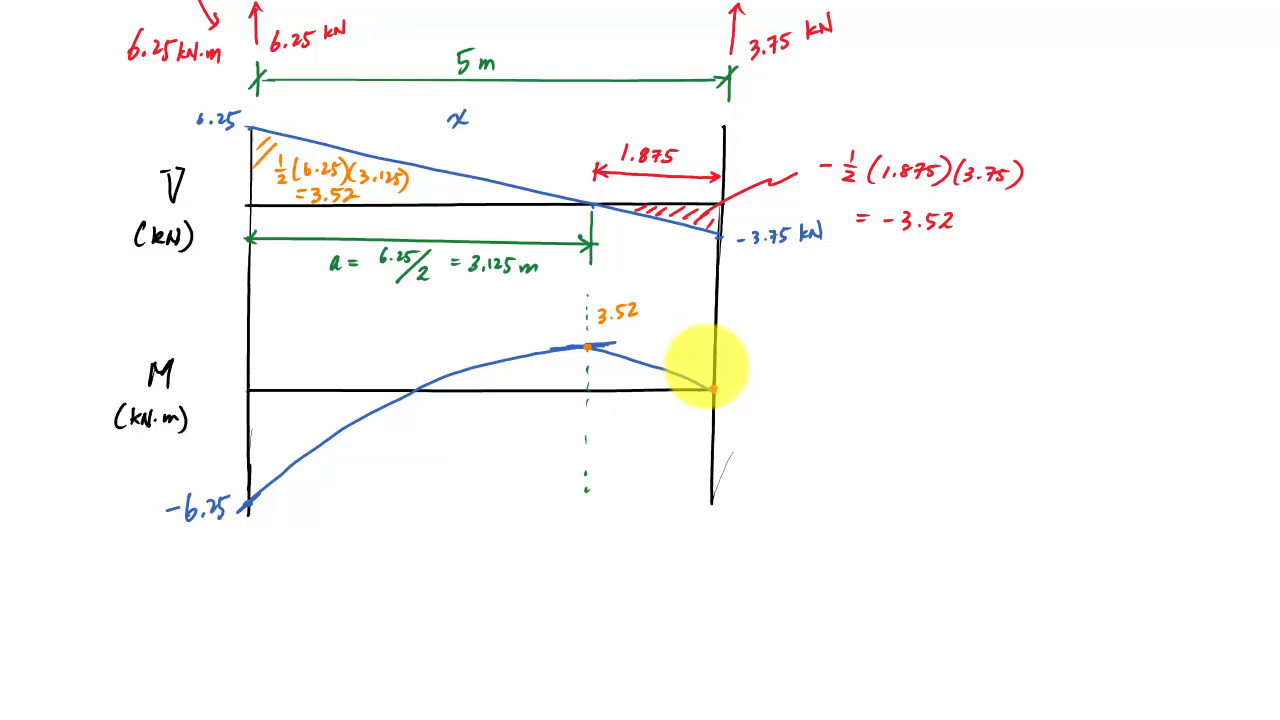 6.25 kN.m
6.25 kN
3.75 kN
5 m
6.25
x
1.875
- 1/2 (1.875)(3.75)
= - 3.52
V
(kN)
1/2 (6.25)(3.125)
= 3.52
- 3.75 kN
a = 6.25/2 = 3.125 m
3.52
M
(kN.m)
-6.25